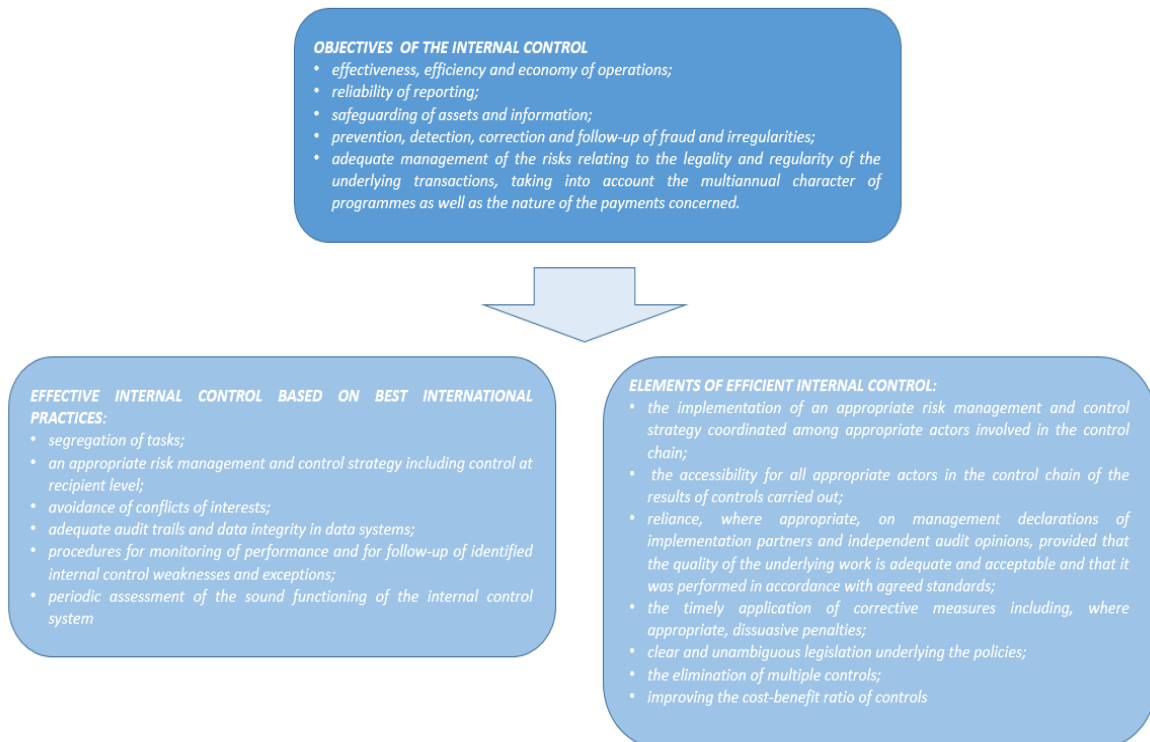 OBJECTIVES OF THE INTERNAL CONTROL
• effectiveness, efficiency and economy of operations;
• reliability of reporting;
• safeguarding of assets and information;
• prevention, detection, correction and follow-up of fraud and irregularities;
• adequate management of the risks relating to the legality and regularity of the
underlying transactions, taking into account the multiannual character of
programmes as well as the nature of the payments concerned.
EFFECTIVE INTERNAL CONTROL BASED ON BEST INTERNATIONAL
PRACTICES:
• segregation of tasks;
• an appropriate risk management and control strategy including control at
recipient level;
• avoidance of conflicts of interests;
• adequate audit trails and data integrity in data systems;
• procedures for monitoring of performance and for follow-up of identified
internal control weaknesses and exceptions;
• periodic assessment of the sound functioning of the internal control
system
ELEMENTS OF EFFICIENT INTERNAL CONTROL:
• the implementation of an appropriate risk management and control
strategy coordinated among appropriate actors involved in the control
chain;
• the accessibility for all appropriate actors in the control chain of the
results of controls carried out;
• reliance, where appropriate, on management declarations of
implementation partners and independent audit opinions, provided that
the quality of the underlying work is adequate and acceptable and that it
was performed in accordance with agreed standards;
• the timely application of corrective measures including, where
appropriate, dissuasive penalties;
• clear and unambiguous legislation underlying the policies;
• the elimination of multiple controls;
• improving the cost-benefit ratio of controls